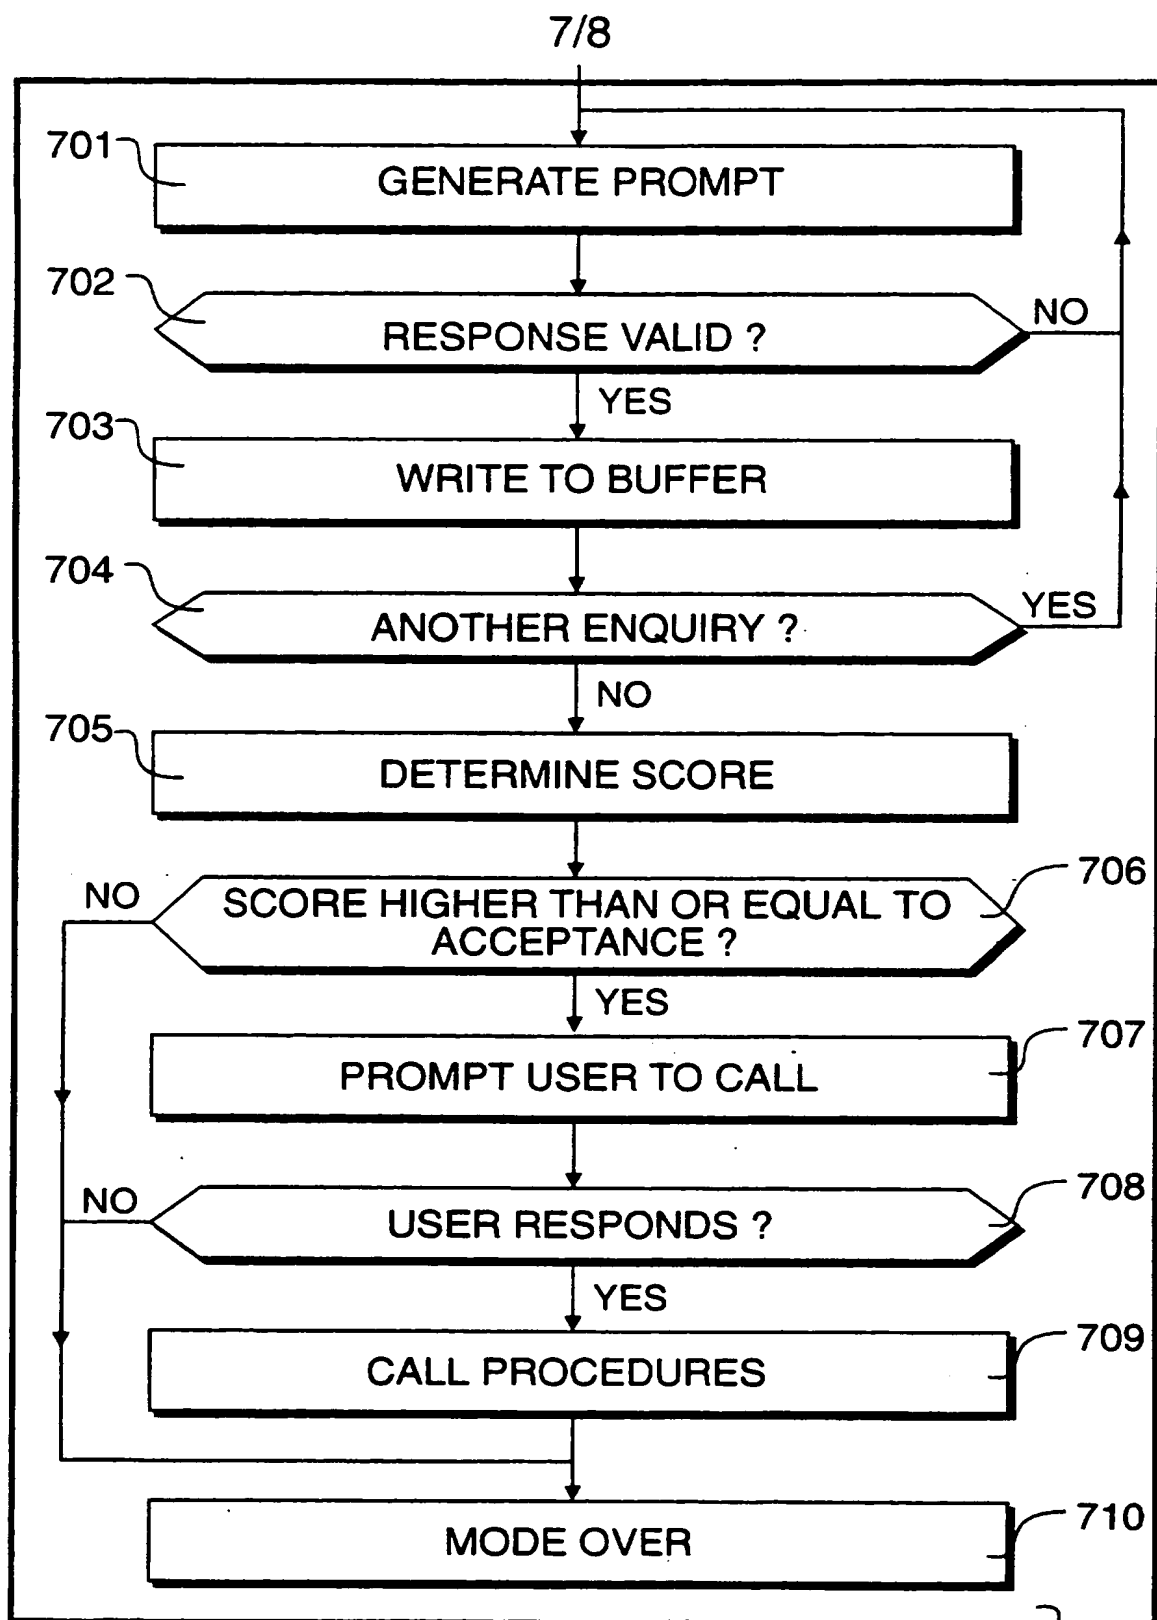 7/8
701
GENERATE PROMPT
702
RESPONSE VALID ?
NO
YES
703
WRITE TO BUFFER
704
ANOTHER ENQUIRY ?
YES
NO
705
DETERMINE SCORE
706
NO
SCORE HIGHER THAN OR EQUAL TO
ACCEPTANCE ?
YES
707
PROMPT USER TO CALL
708
NO
USER RESPONDS ?
YES
709
CALL PROCEDURES
710
MODE OVER